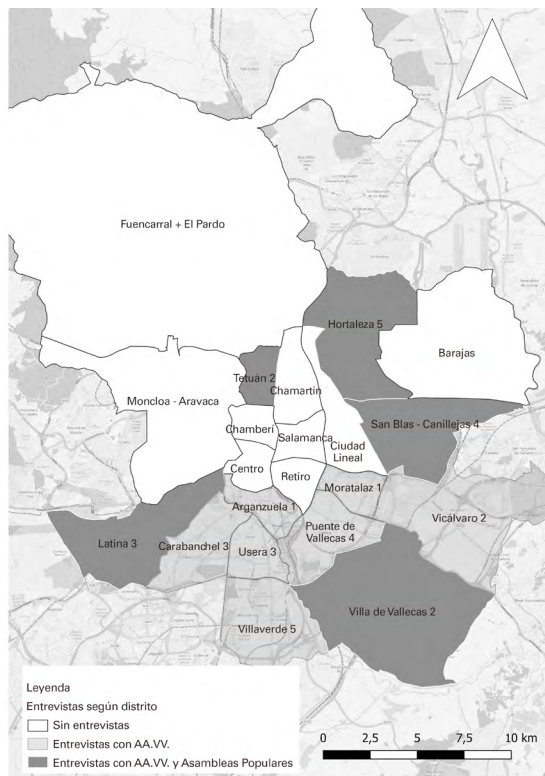 Fuencarral + El Pardo
Hortaleza 5
Barajas
Tetuán 2
Chamartín
Moncloa - Aravaca
San Blas - Canillejas 4
Chamberí
Salamanca
Ciudad
Lineal
Centro
Retiro
Moratalaz 1
Arganzuela 1
Vicálvaro 2
Puente de
Vallecas 4
Latina 3
Carabanchel 3
Usera 3
Villa de Vallecas 2
Villaverde 5
Leyenda
Entrevistas según distrito
Sin entrevistas
Entrevistas con AA.VV.
Entrevistas con AA.VV. y Asambleas Populares
0 2,5 5 7,5 10 km